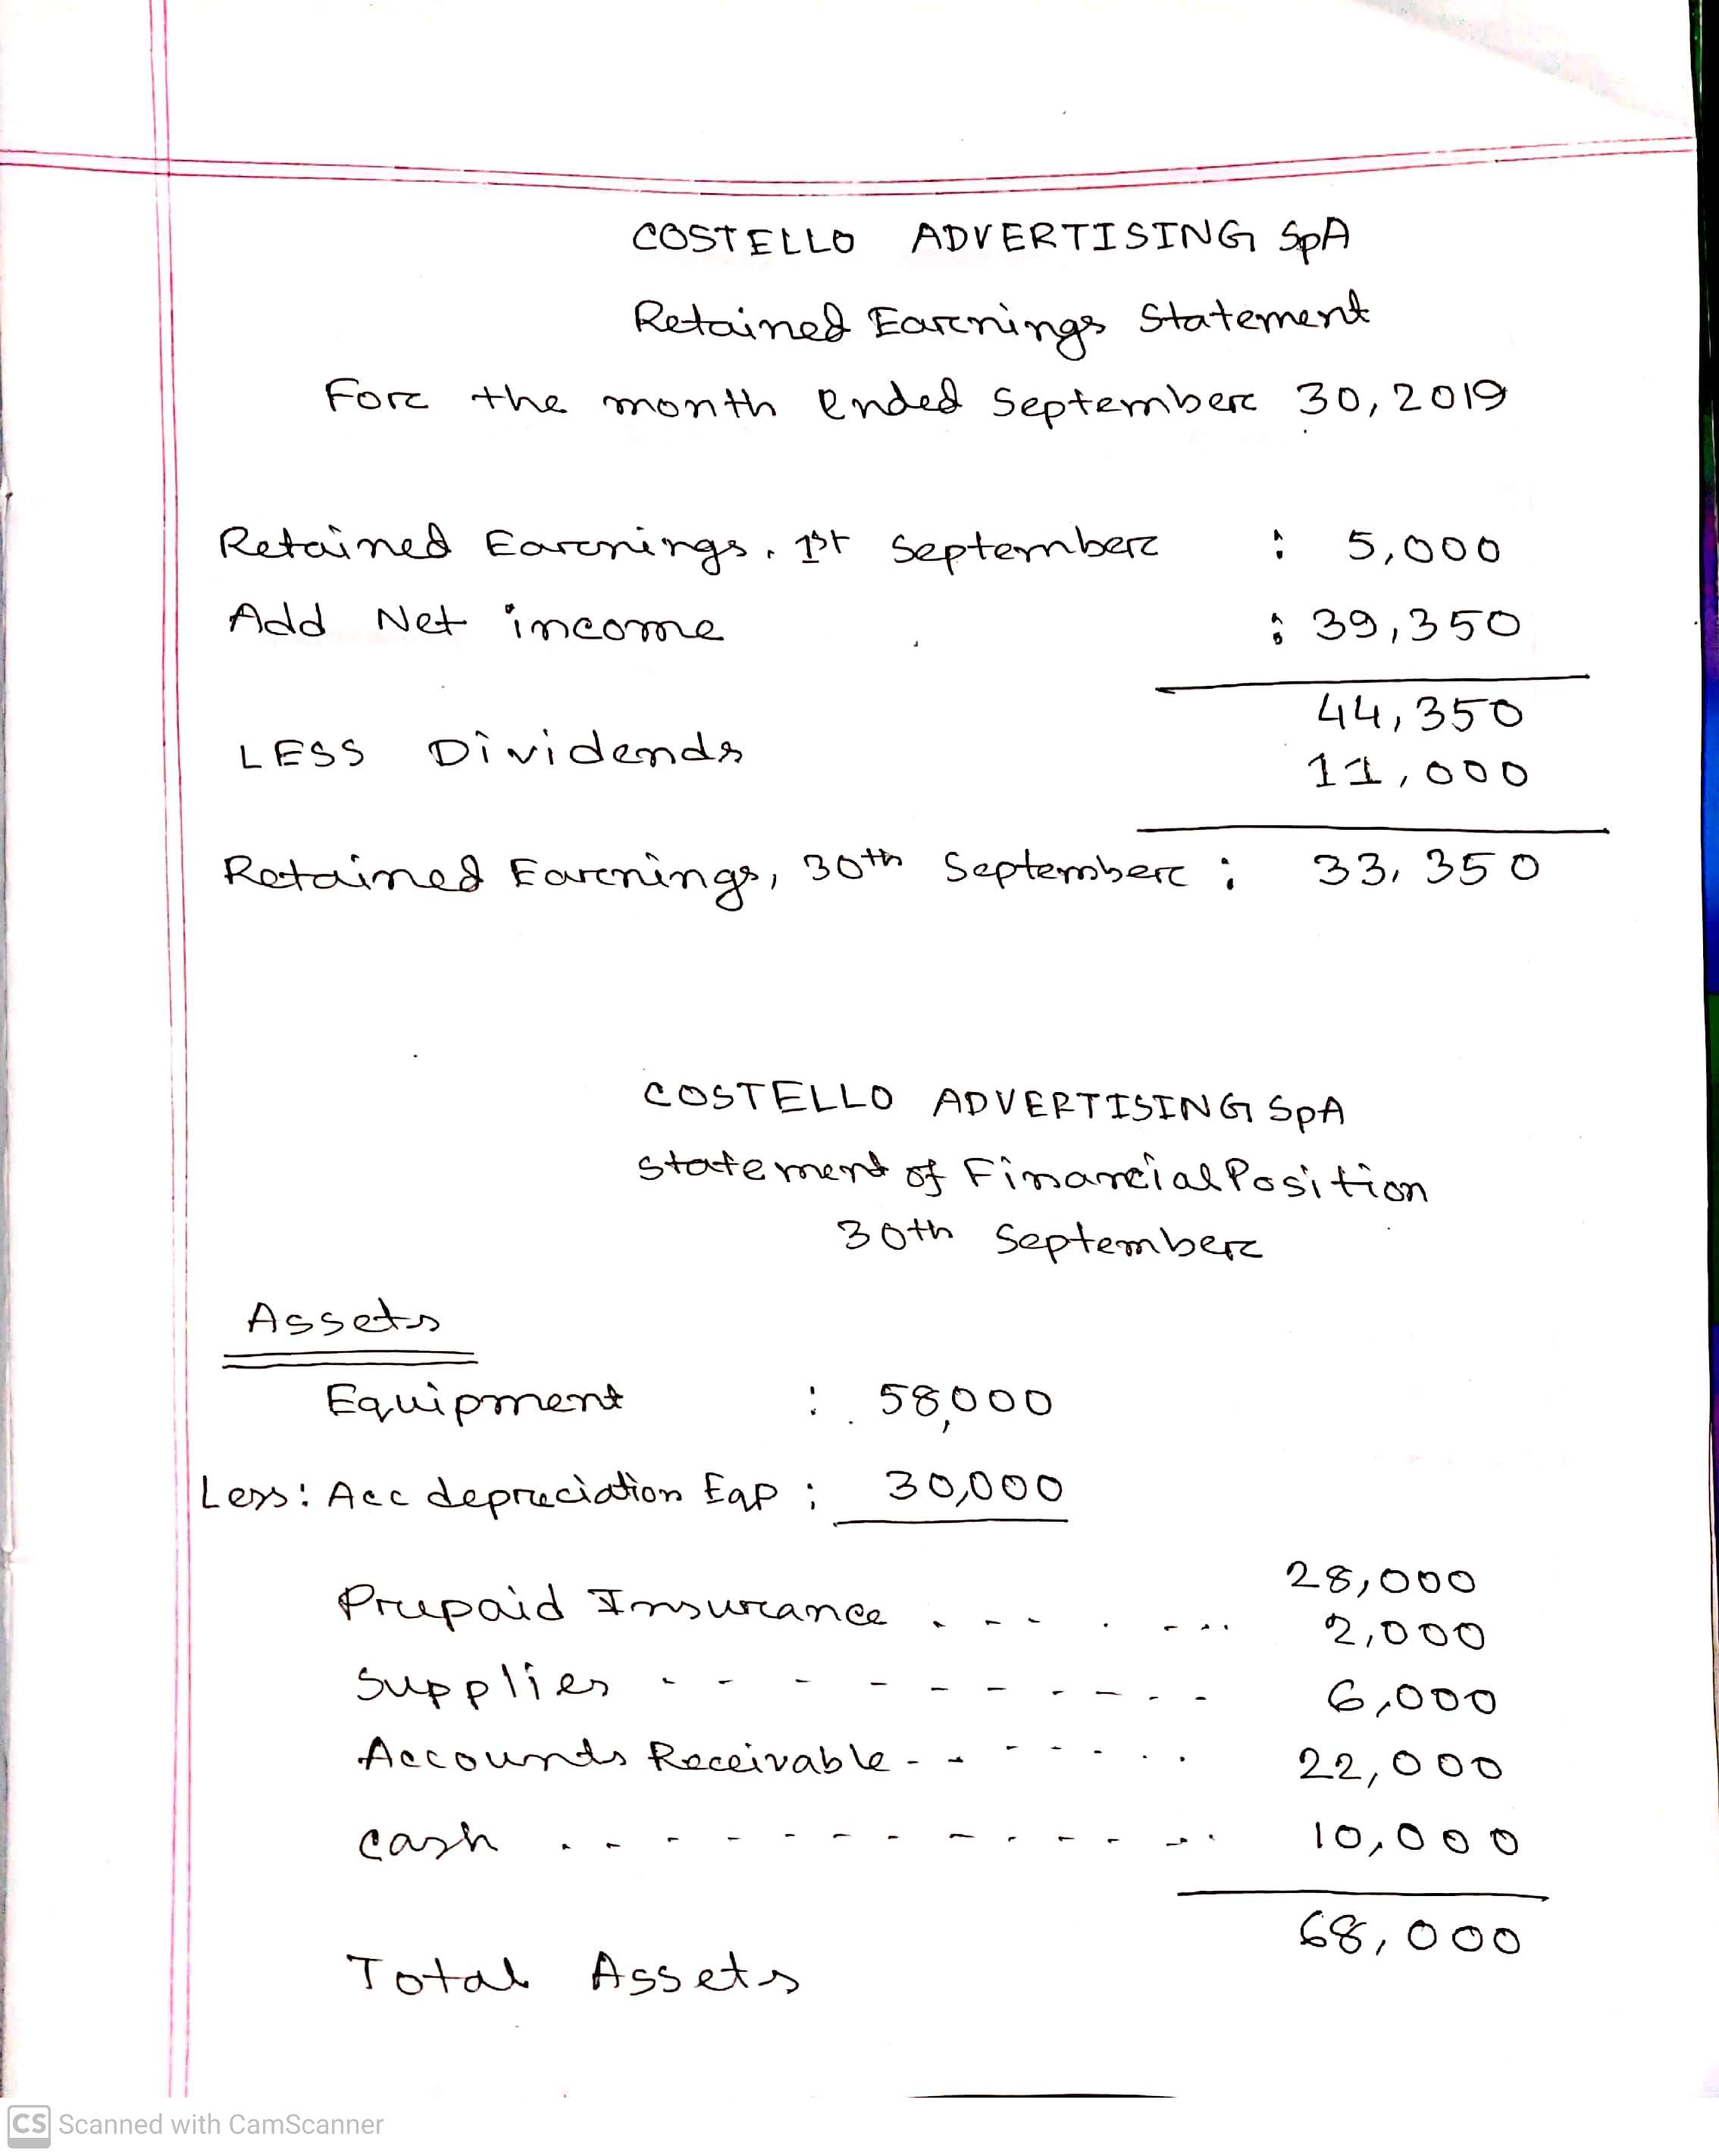 COSTELLO ADVERTISING SpA
Retained Earnings Statement
For the month ended September 30, 2019
Retained Earnings, 1st September : 5,000
Add Net income : 39,350
44,350
LESS Dividends
11,000
Retained Earnings, 30th September : 33,350
COSTELLO ADVERTISING SpA
Statement of Financial Position
30th September
Assets
Equipment : 58,000
Less: Acc depreciation Eqp : 30,000
28,000
Prepaid Insurance 2,000
Supplies 6,000
Accounts Receivable 22,000
Cash 10,000
68,000
Total Assets
CS Scanned with CamScanner